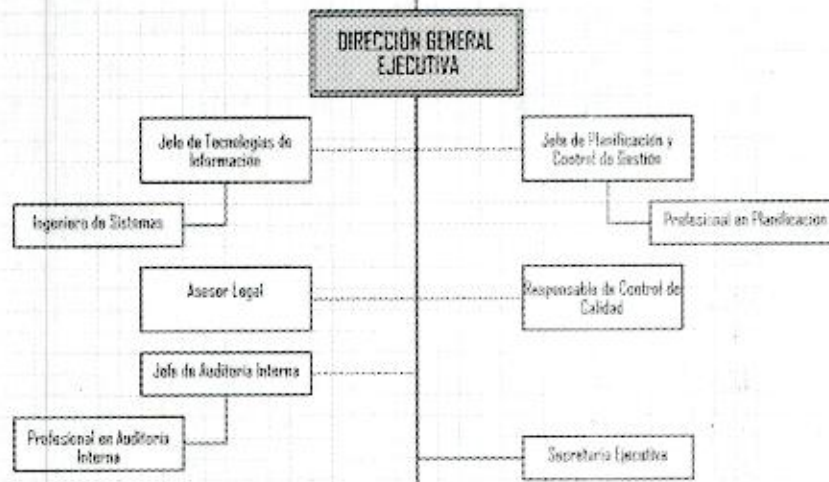 DIRECCIÓN GENERAL
EJECUTIVA
Jefe de Tecnologías de
Información
Jefe de Planificación y
Control de Gestión
Ingeniero de Sistemas
Profesional en Planificación
Asesor Legal
Responsable de Control de
Calidad
Jefe de Auditoría Interna
Profesional en Auditoría
Interna
Secretaria Ejecutiva